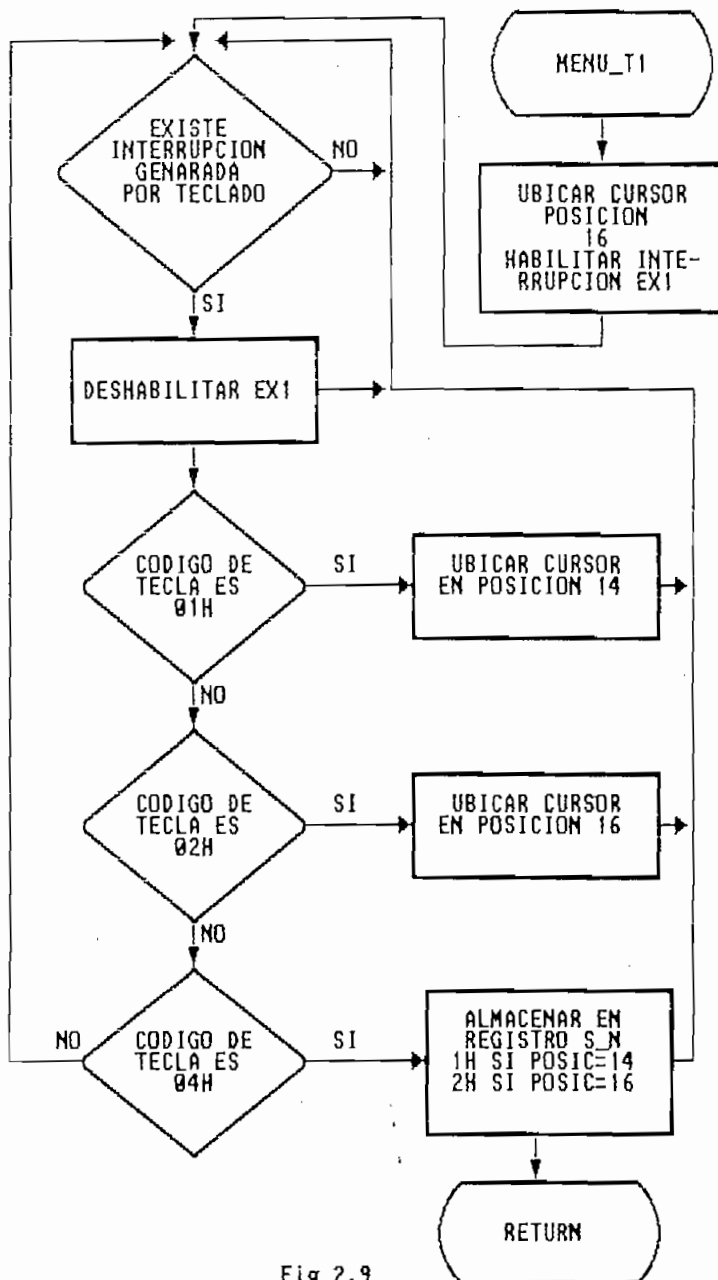 MENU_T1
UBICAR CURSOR
POSICION
16
HABILITAR INTE-
RRUPCION EX1
EXISTE
INTERRUPCION
GENARADA
POR TECLADO
NO
SI
DESHABILITAR EX1
CODIGO DE
TECLA ES
01H
SI
UBICAR CURSOR
EN POSICION 14
NO
CODIGO DE
TECLA ES
02H
SI
UBICAR CURSOR
EN POSICION 16
NO
CODIGO DE
TECLA ES
04H
NO
SI
ALMACENAR EN
REGISTRO S_N
1H SI POSIC=14
2H SI POSIC=16
RETURN
Fig 2.9